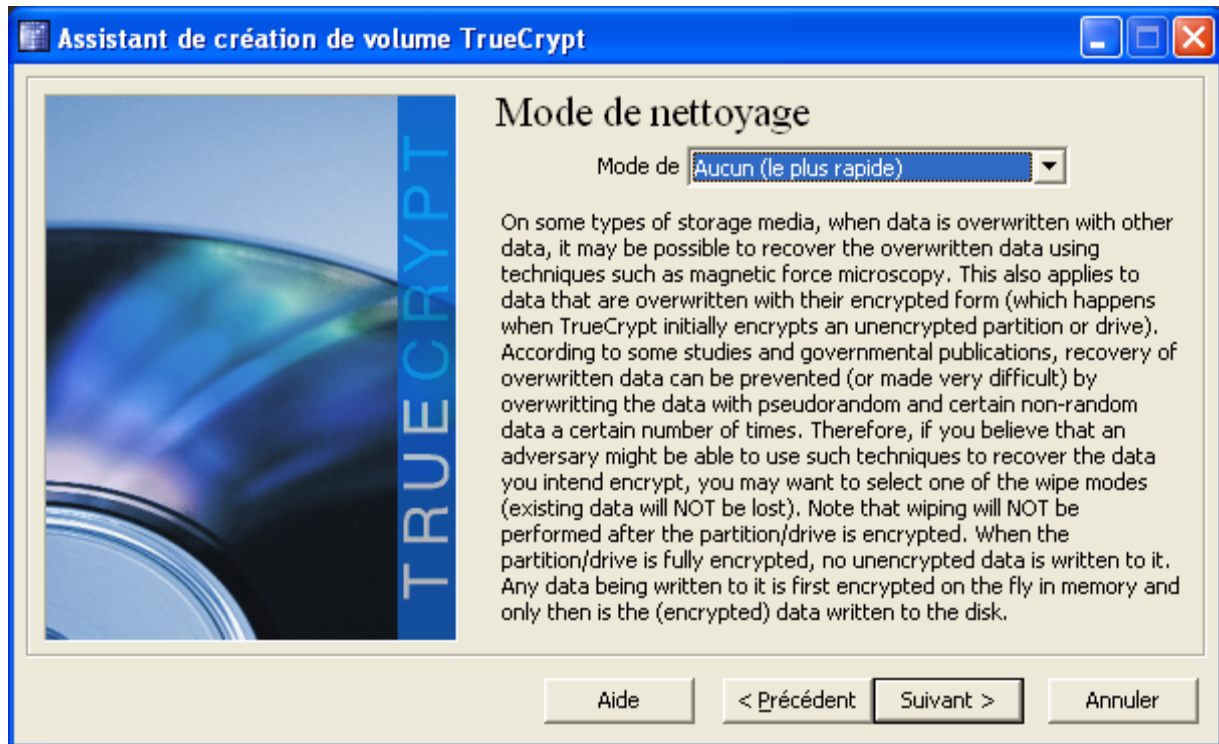 Assistant de création de volume TrueCrypt
TRUECRYPT
Mode de nettoyage
Mode de Aucun (le plus rapide)
On some types of storage media, when data is overwritten with other
data, it may be possible to recover the overwritten data using
techniques such as magnetic force microscopy. This also applies to
data that are overwritten with their encrypted form (which happens
when TrueCrypt initially encrypts an unencrypted partition or drive).
According to some studies and governmental publications, recovery of
overwritten data can be prevented (or made very difficult) by
overwritting the data with pseudorandom and certain non-random
data a certain number of times. Therefore, if you believe that an
adversary might be able to use such techniques to recover the data
you intend encrypt, you may want to select one of the wipe modes
(existing data will NOT be lost). Note that wiping will NOT be
performed after the partition/drive is encrypted. When the
partition/drive is fully encrypted, no unencrypted data is written to it.
Any data being written to it is first encrypted on the fly in memory and
only then is the (encrypted) data written to the disk.
Aide < Précédent Suivant > Annuler